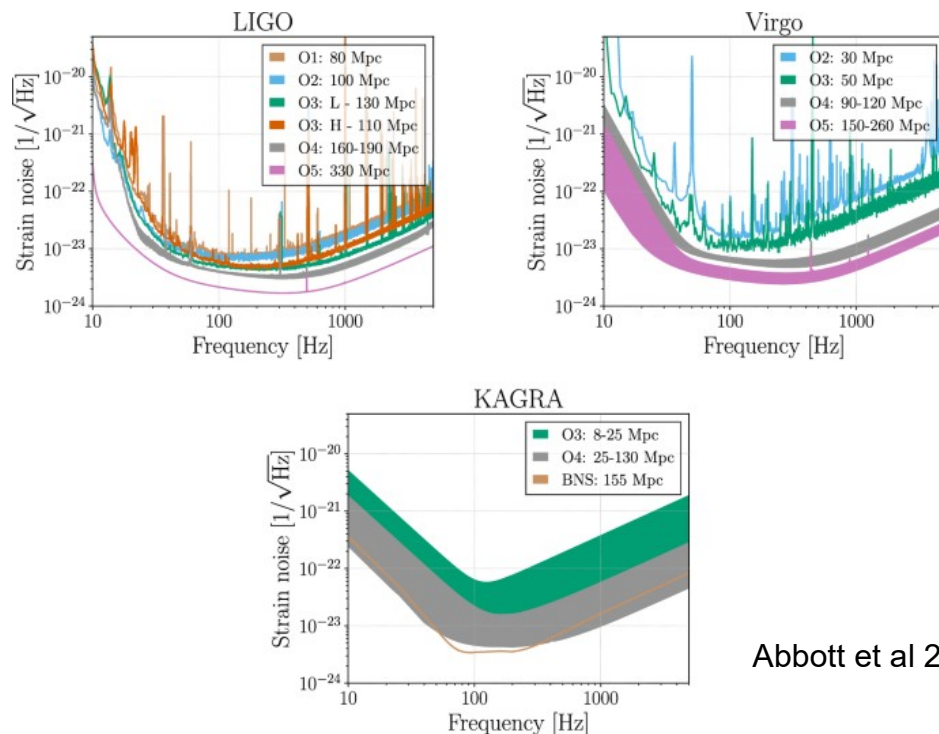 LIGO
Strain noise [1/√Hz]
10⁻²⁰
10⁻²¹
10⁻²²
10⁻²³
10⁻²⁴
O1: 80 Mpc
O2: 100 Mpc
O3: L - 130 Mpc
O3: H - 110 Mpc
O4: 160-190 Mpc
O5: 330 Mpc
10
100
1000
Frequency [Hz]
Virgo
Strain noise [1/√Hz]
10⁻²⁰
10⁻²¹
10⁻²²
10⁻²³
10⁻²⁴
O2: 30 Mpc
O3: 50 Mpc
O4: 90-120 Mpc
O5: 150-260 Mpc
10
100
1000
Frequency [Hz]
KAGRA
Strain noise [1/√Hz]
10⁻²⁰
10⁻²¹
10⁻²²
10⁻²³
10⁻²⁴
O3: 8-25 Mpc
O4: 25-130 Mpc
BNS: 155 Mpc
10
100
1000
Frequency [Hz]
Abbott et al 2